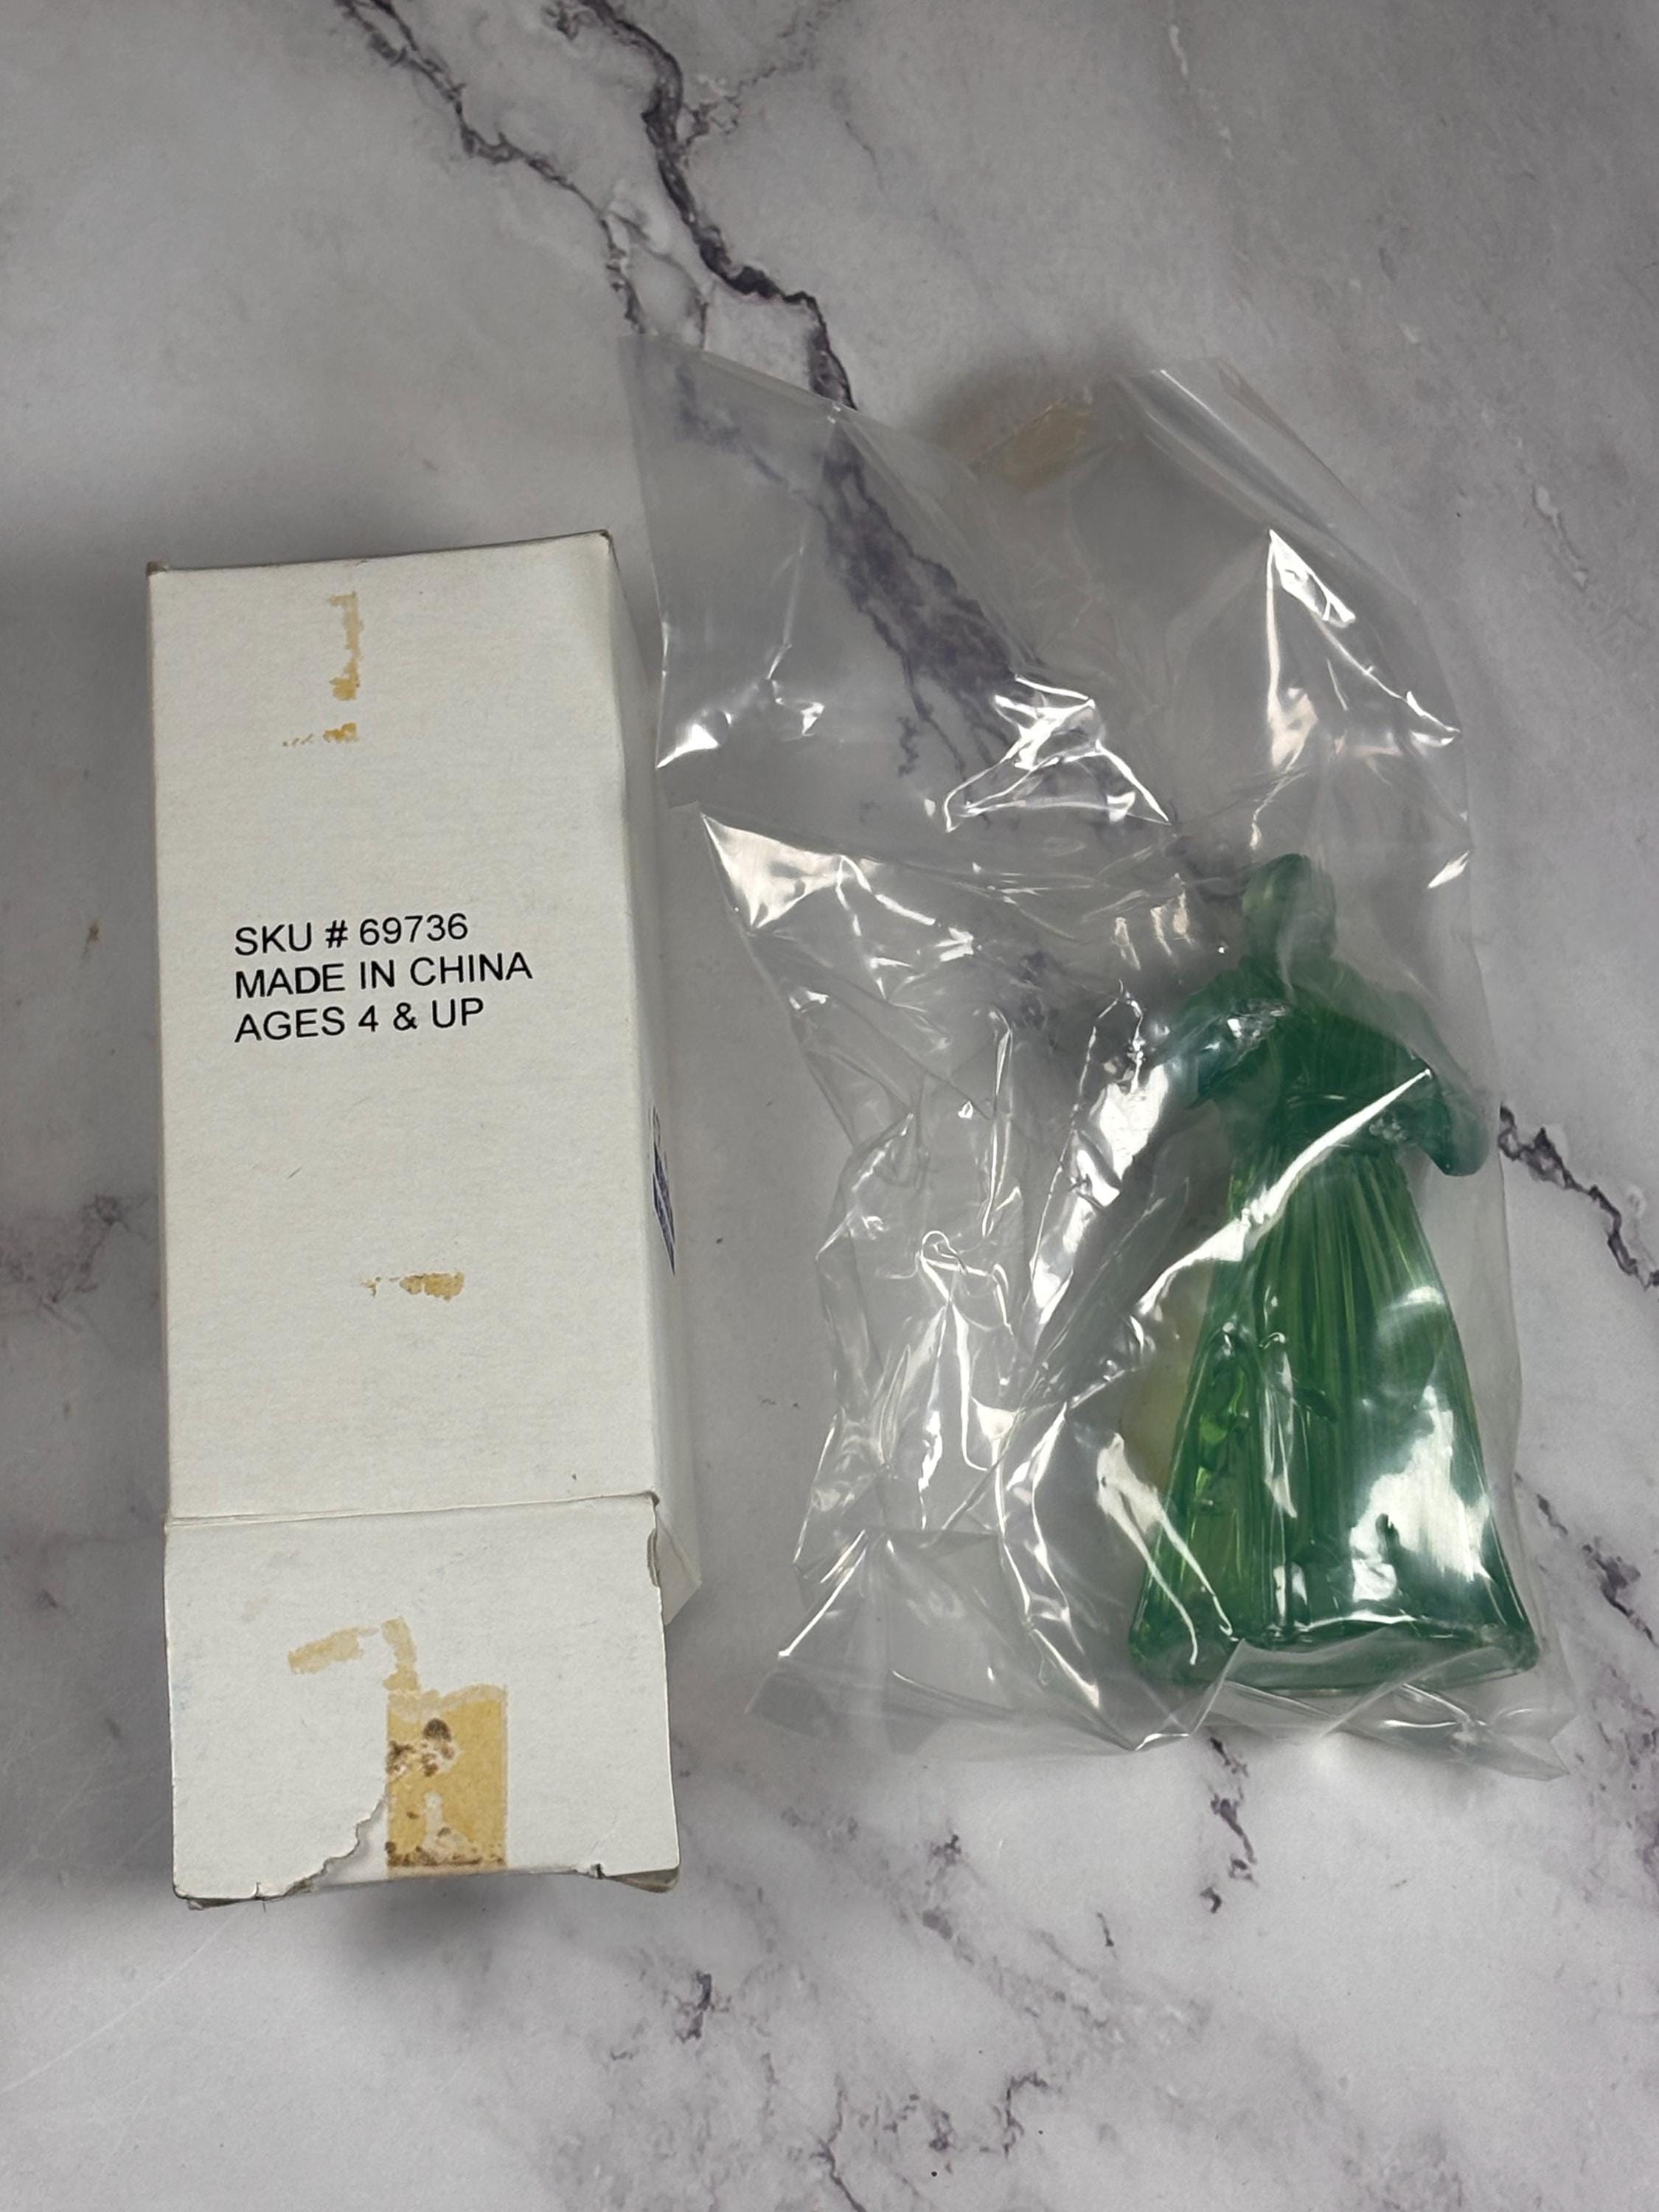 SKU # 69736
MADE IN CHINA
AGES 4 & UP